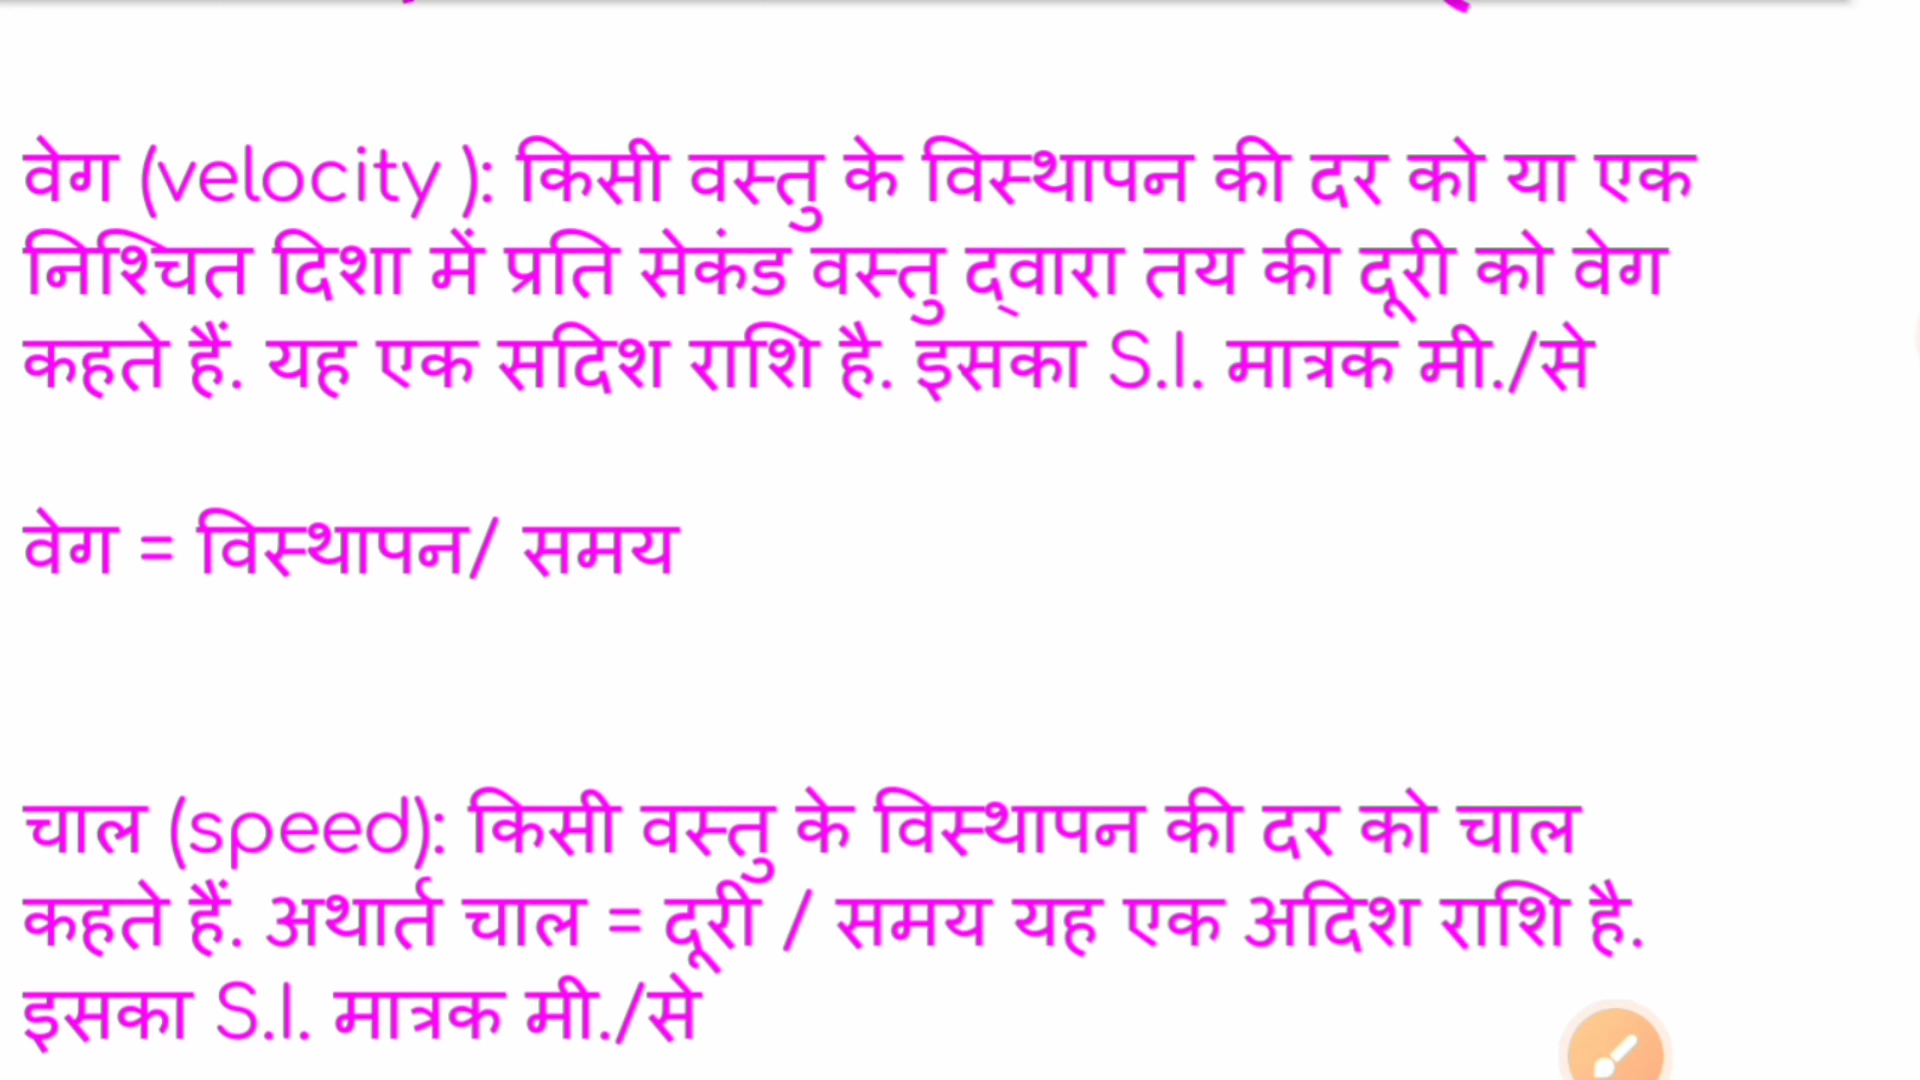 वेग (velocity ): किसी वस्तु के विस्थापन की दर को या एक
निश्चित दिशा में प्रति सेकंड वस्तु द्वारा तय की दूरी को वेग
कहते हैं. यह एक सदिश राशि है. इसका S.I. मात्रक मी./से
वेग = विस्थापन/ समय
चाल (speed): किसी वस्तु के विस्थापन की दर को चाल
कहते हैं. अथार्त चाल = दूरी / समय यह एक अदिश राशि है.
इसका S.I. मात्रक मी./से